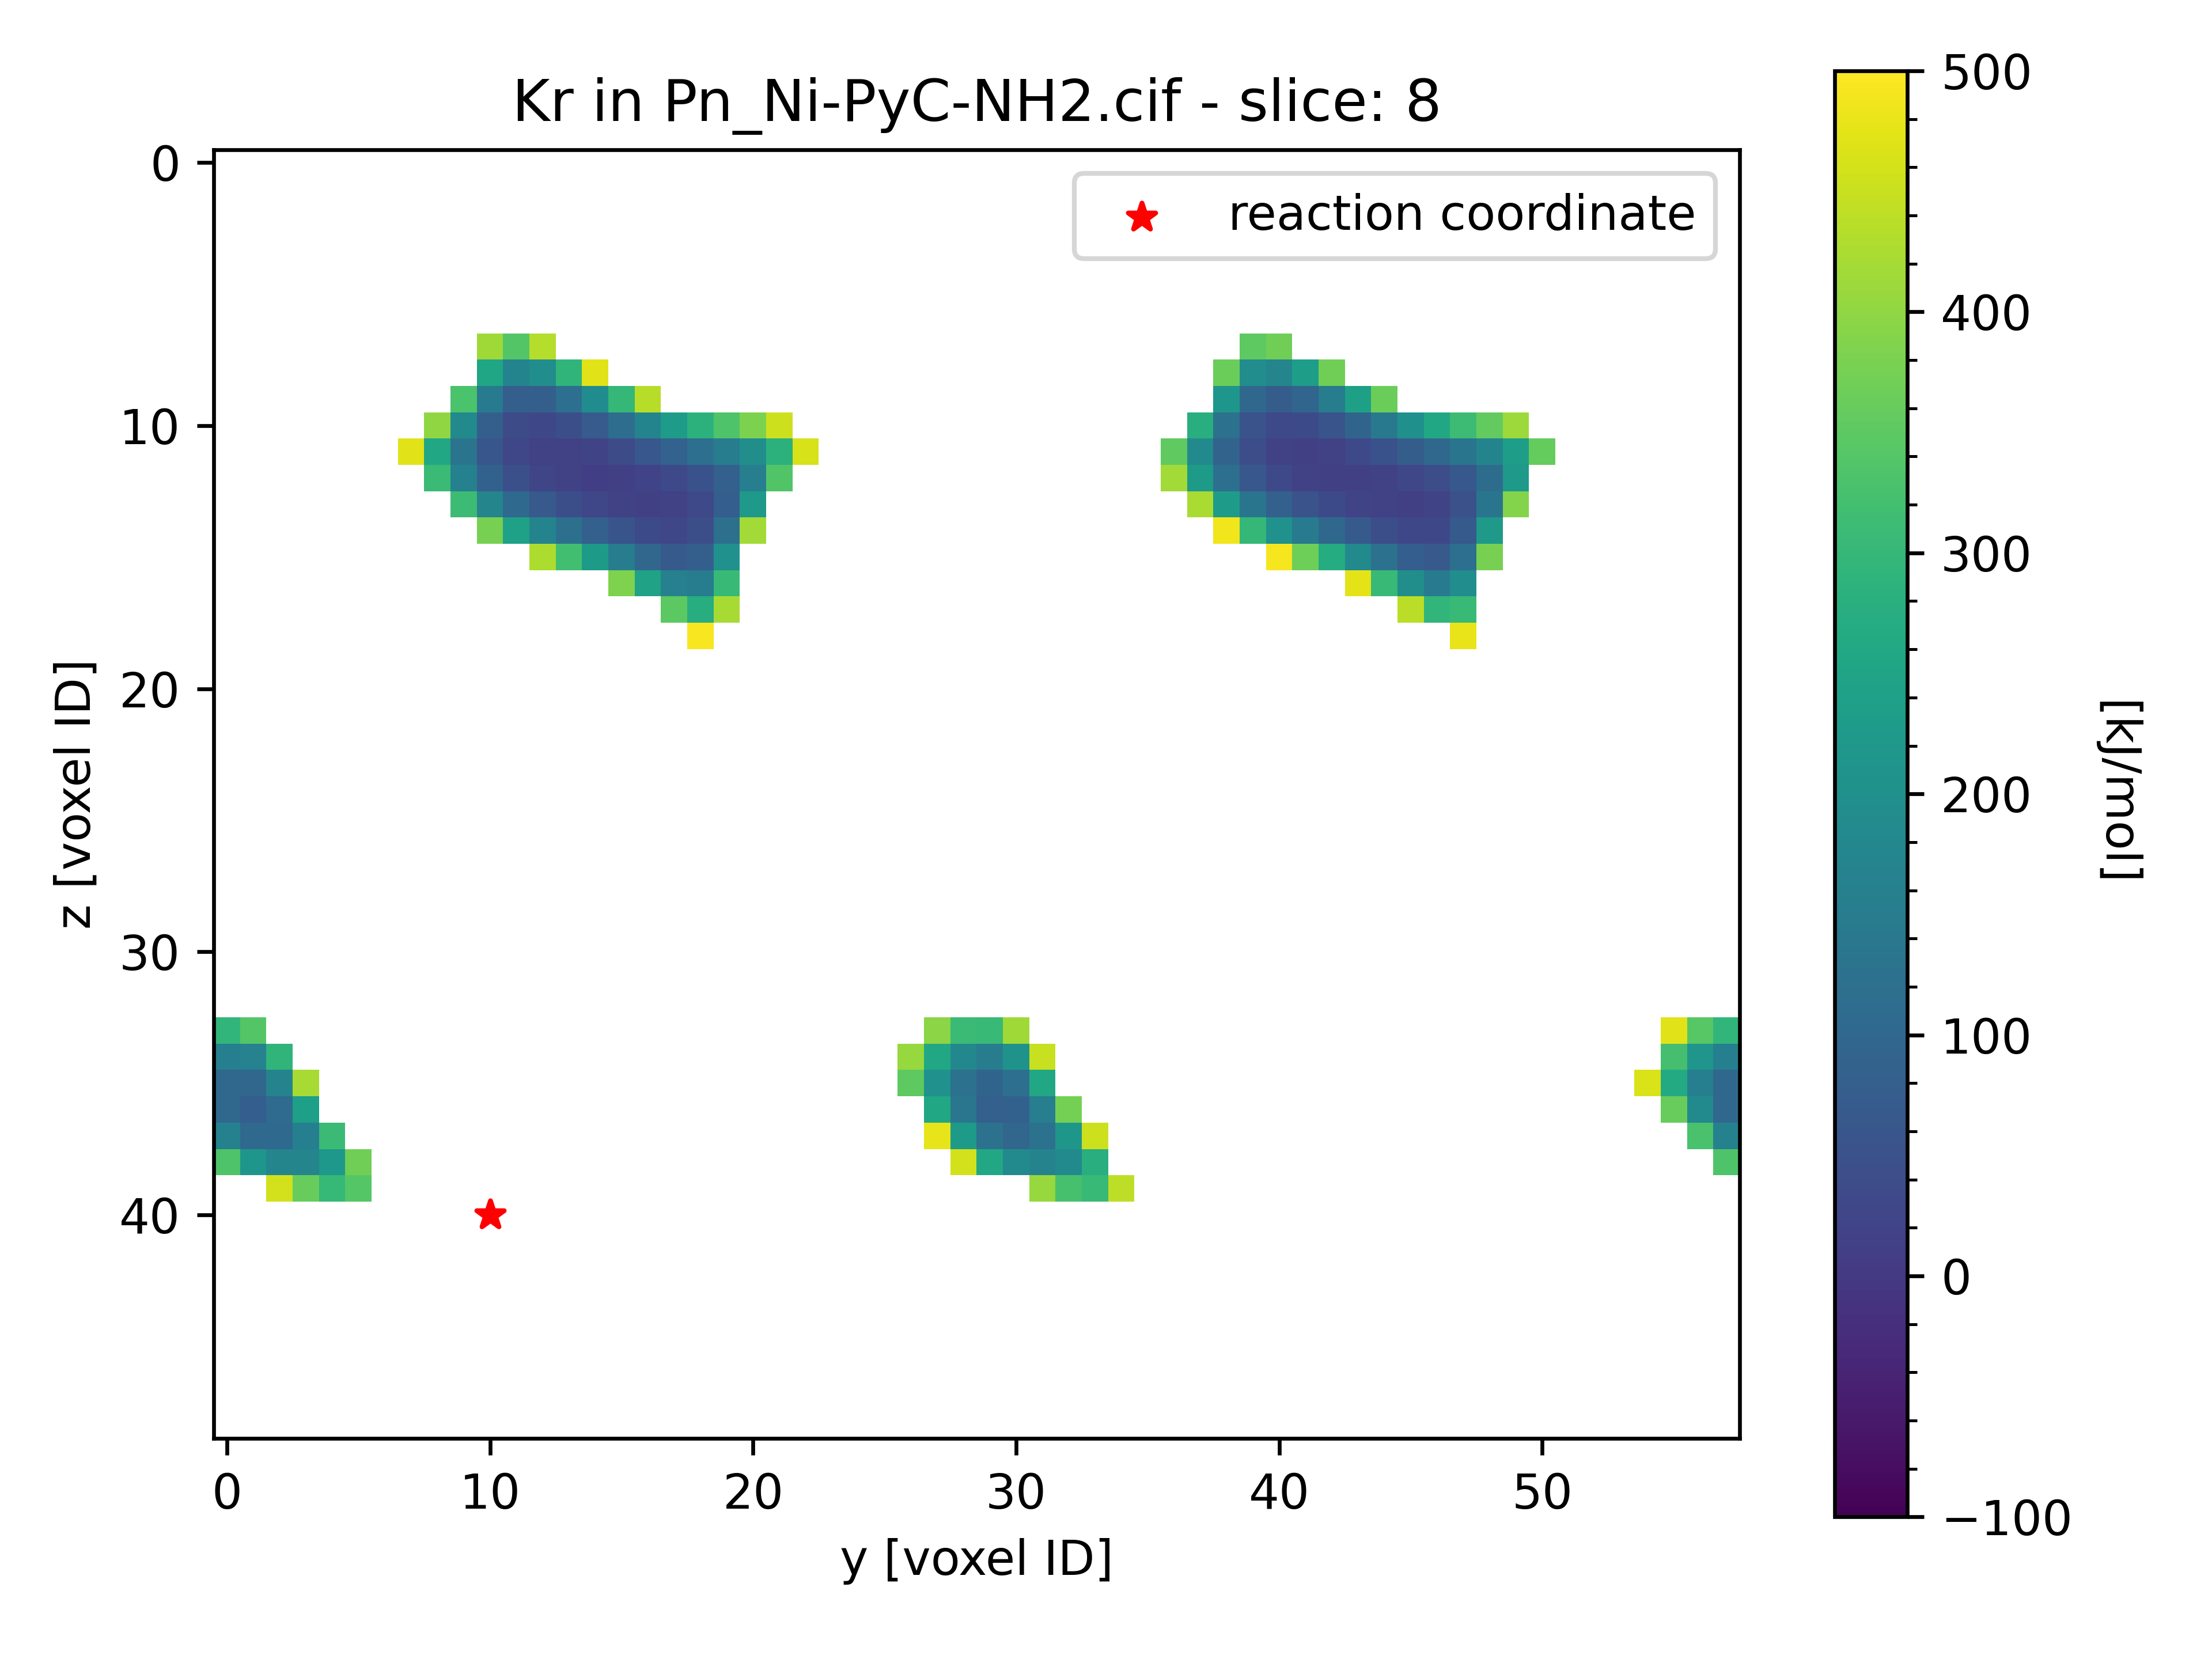 Kr in Pn_Ni-PyC-NH2.cif - slice: 8
reaction coordinate
0
10
20
30
40
z [voxel ID]
0 10 20 30 40 50
y [voxel ID]
500
400
300
200
100
0
−100
[kJ/mol]